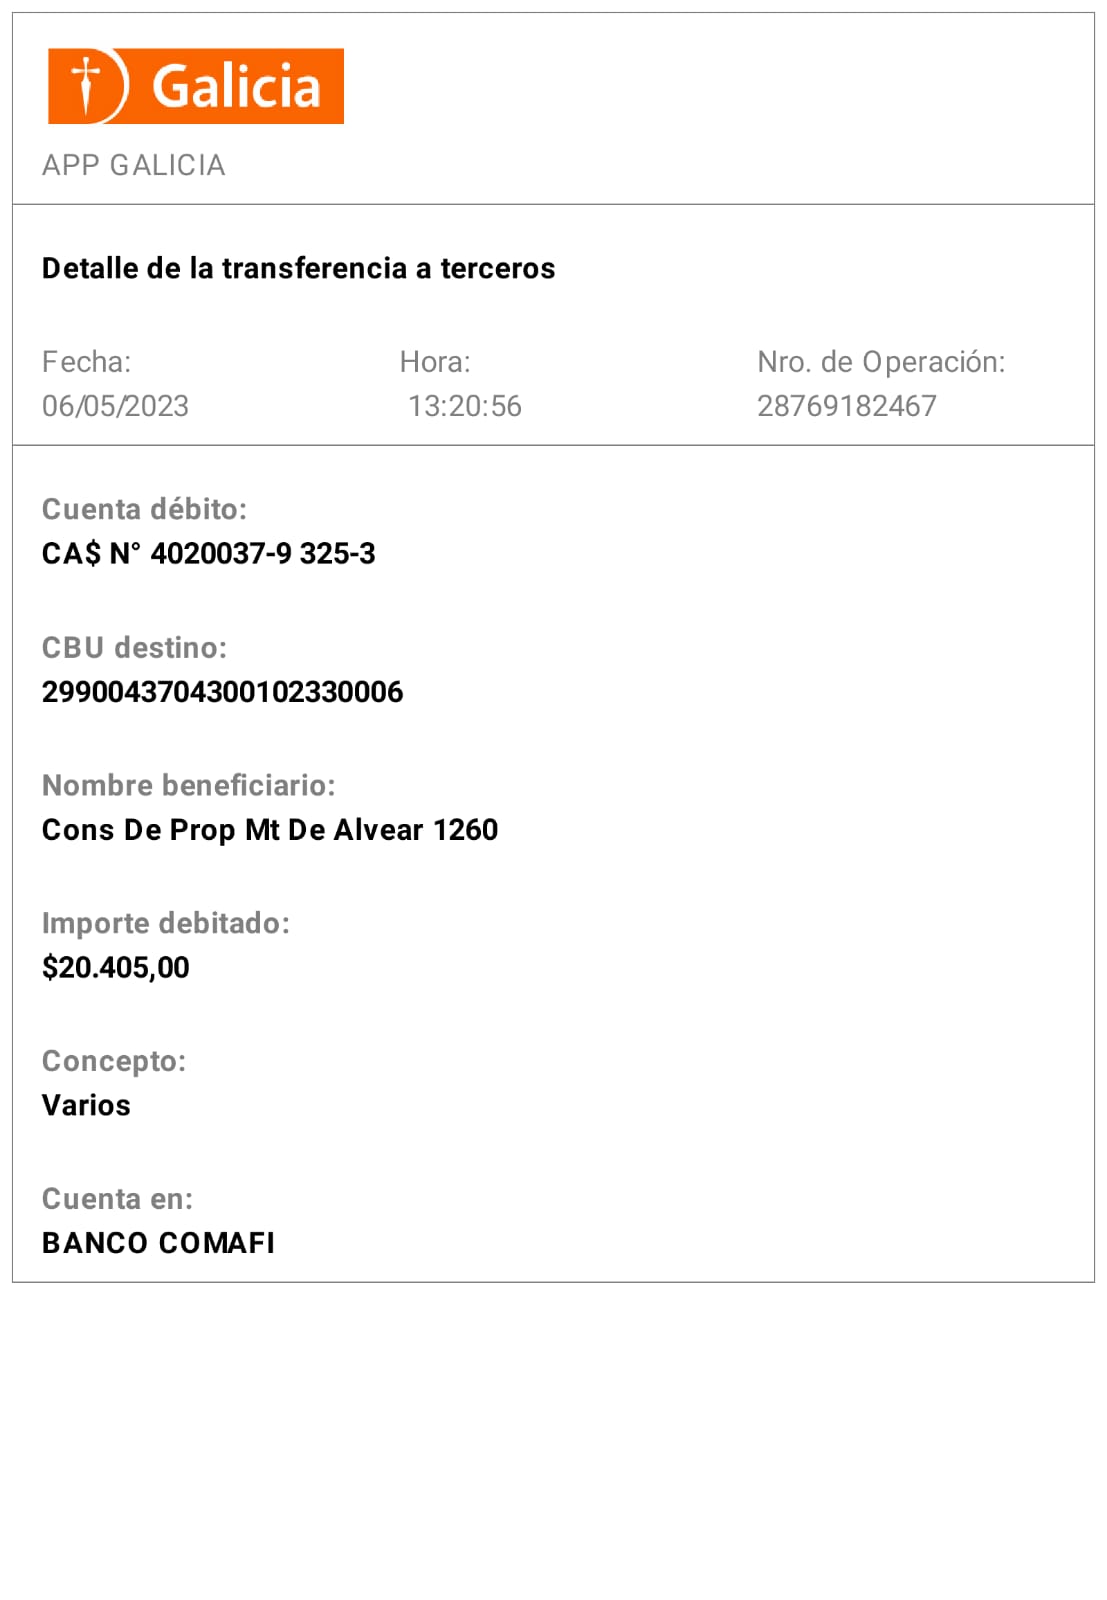 Galicia
APP GALICIA
Detalle de la transferencia a terceros
Fecha: Hora: Nro. de Operación:
06/05/2023 13:20:56 28769182467
Cuenta débito:
CA$ N° 4020037-9 325-3
CBU destino:
2990043704300102330006
Nombre beneficiario:
Cons De Prop Mt De Alvear 1260
Importe debitado:
$20.405,00
Concepto:
Varios
Cuenta en:
BANCO COMAFI